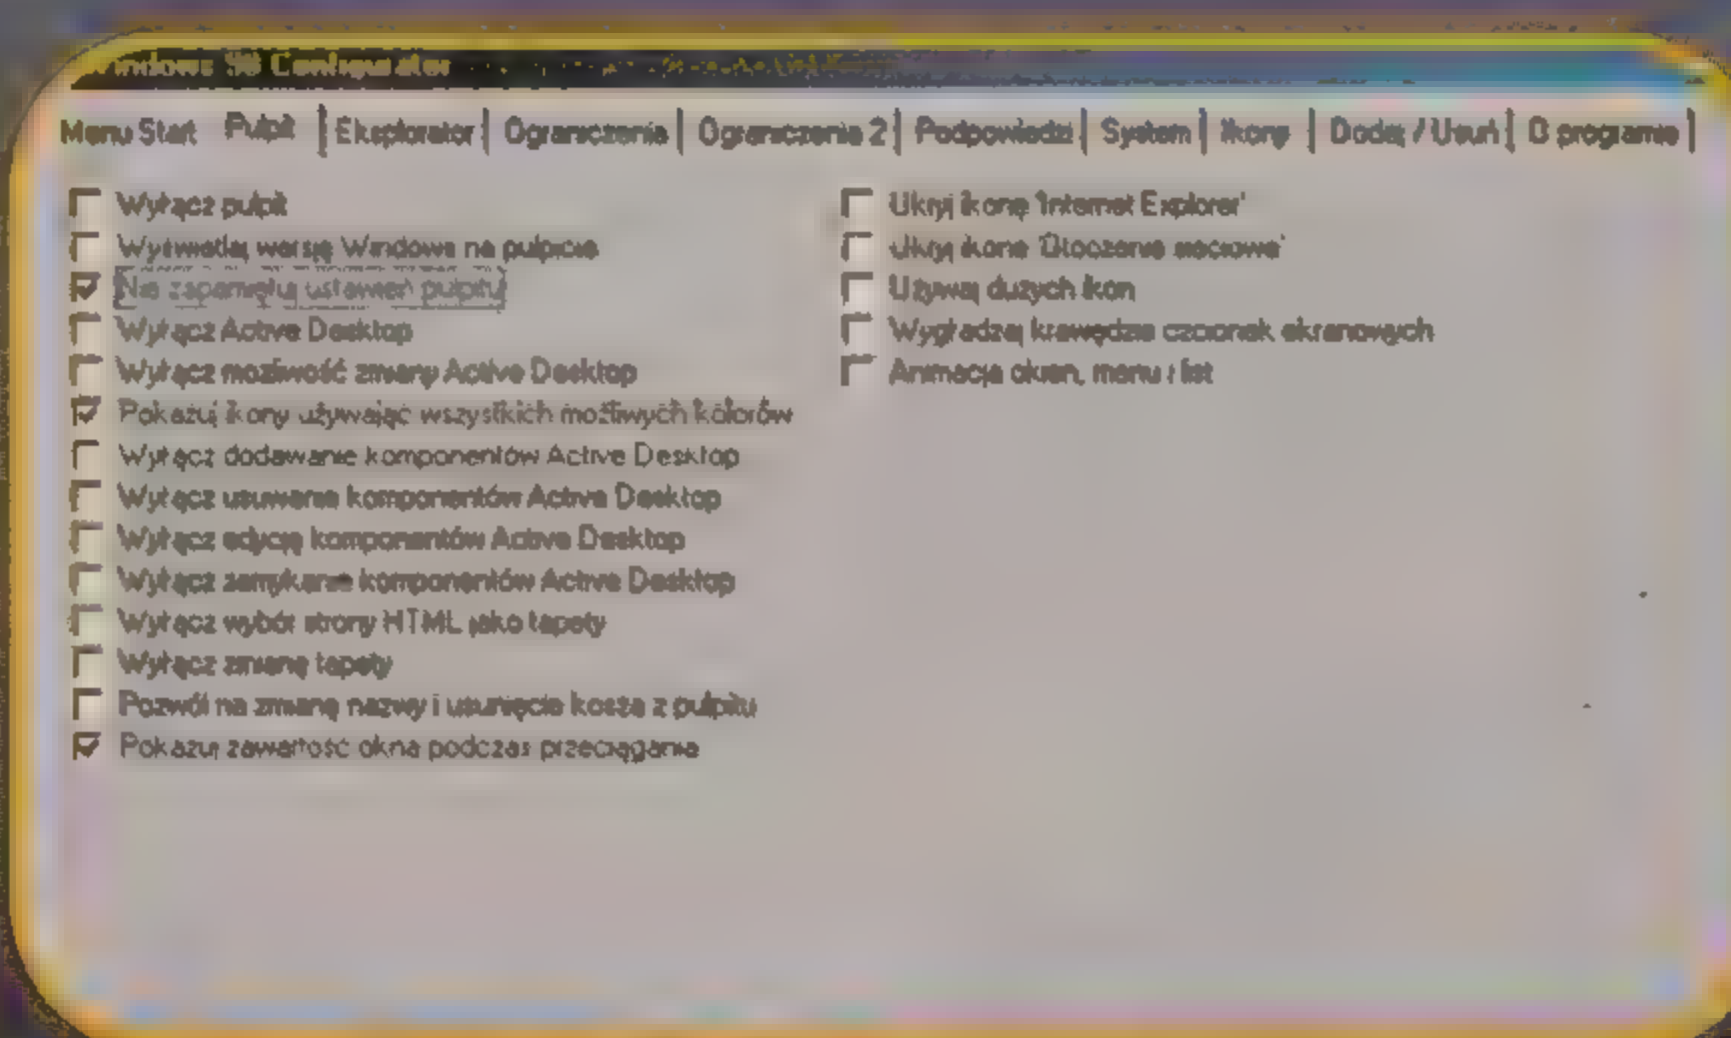 Windows 98 Configurator
Menu Start Pulpit Eksplorator Ograniczenia Ograniczenia 2 Podpowiedzi System Ikony Dodaj / Usuń O programie
Wyłącz pulpit
Wyświetlaj wersję Windows na pulpicie
Nie zapamiętuj ustawień pulpitu
Wyłącz Active Desktop
Wyłącz możliwość zmiany Active Desktop
Pokazuj ikony używając wszystkich możliwych kolorów
Wyłącz dodawanie komponentów Active Desktop
Wyłącz usuwanie komponentów Active Desktop
Wyłącz edycję komponentów Active Desktop
Wyłącz zamykanie komponentów Active Desktop
Wyłącz wybór strony HTML jako tapety
Wyłącz zmianę tapety
Pozwól na zmianę nazwy i usunięcie kosza z pulpitu
Pokazuj zawartość okna podczas przeciągania
Ukryj ikonę 'Internet Explorer'
Ukryj ikonę 'Otoczenie sieciowe'
Używaj dużych ikon
Wygładzaj krawędzie czcionek ekranowych
Animacja okien, menu i list